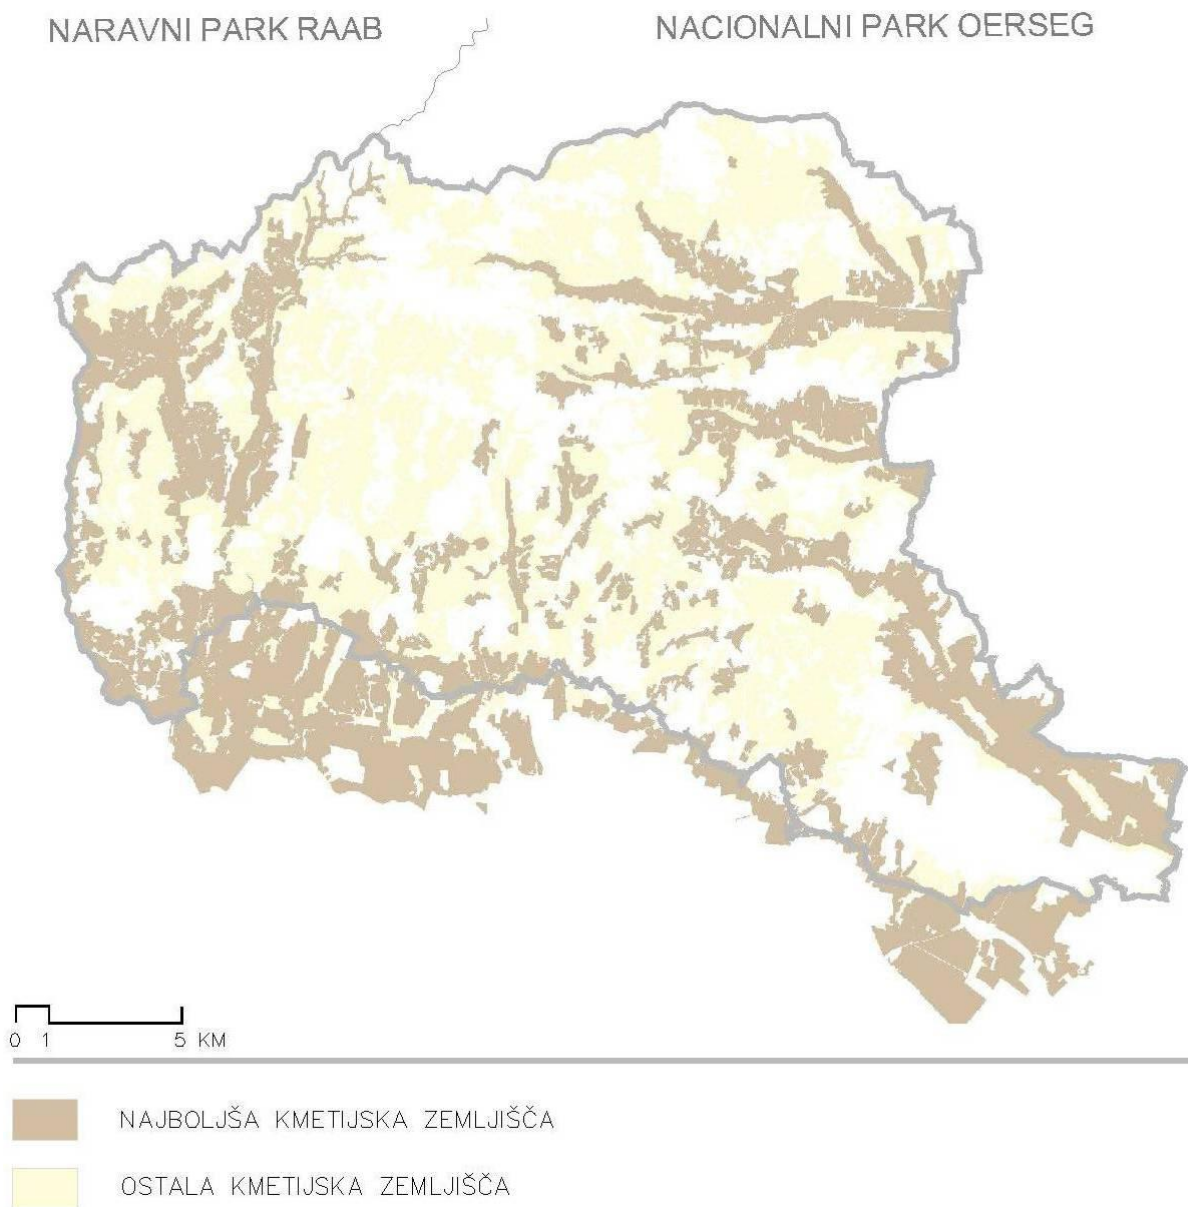 NARAVNI PARK RAAB
NACIONALNI PARK OERSEG
0 1 5 KM
NAJBOLJŠA KMETIJSKA ZEMLJIŠČA
OSTALA KMETIJSKA ZEMLJIŠČA